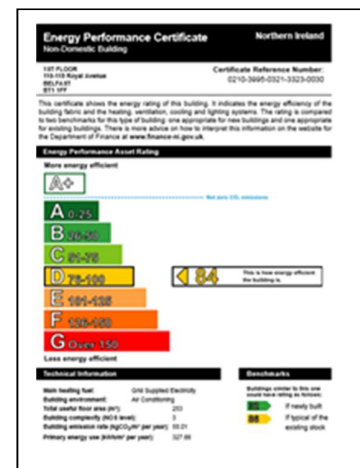 Energy Performance Certificate
Northern Ireland
Non-Domestic Building
1ST FLOOR
Royal Avenue
BELFAST
BT1 1FF
Certificate Reference Number:
0210-3995-0321-3323-0030
This certificate shows the energy rating of this building. It indicates the energy efficiency of the
building fabric and the heating, ventilation, cooling and lighting systems. The rating is compared
to two benchmarks for this type of building: one appropriate for new buildings and one appropriate
for existing buildings. There is more advice on how to interpret this information on the website for
the Department of Finance at www.finance-ni.gov.uk.
Energy Performance Asset Rating
More energy efficient
A+
Net zero CO2 emissions
A 0-25
B 26-50
C 51-75
D 76-100
84
This is how energy efficient
the building is.
E 101-125
F 126-150
G Over 150
Less energy efficient
Technical Information
Main heating fuel: Grid Supplied Electricity
Building environment: Air Conditioning
Total useful floor area (m²): 253
Building complexity (NOS level): 3
Building emission rate (kgCO2/m² per year): 55.01
Primary energy use (kWh/m² per year): 327.86
Benchmarks
Buildings similar to this one
could have rating as follows:
If newly built
If typical of the
existing stock